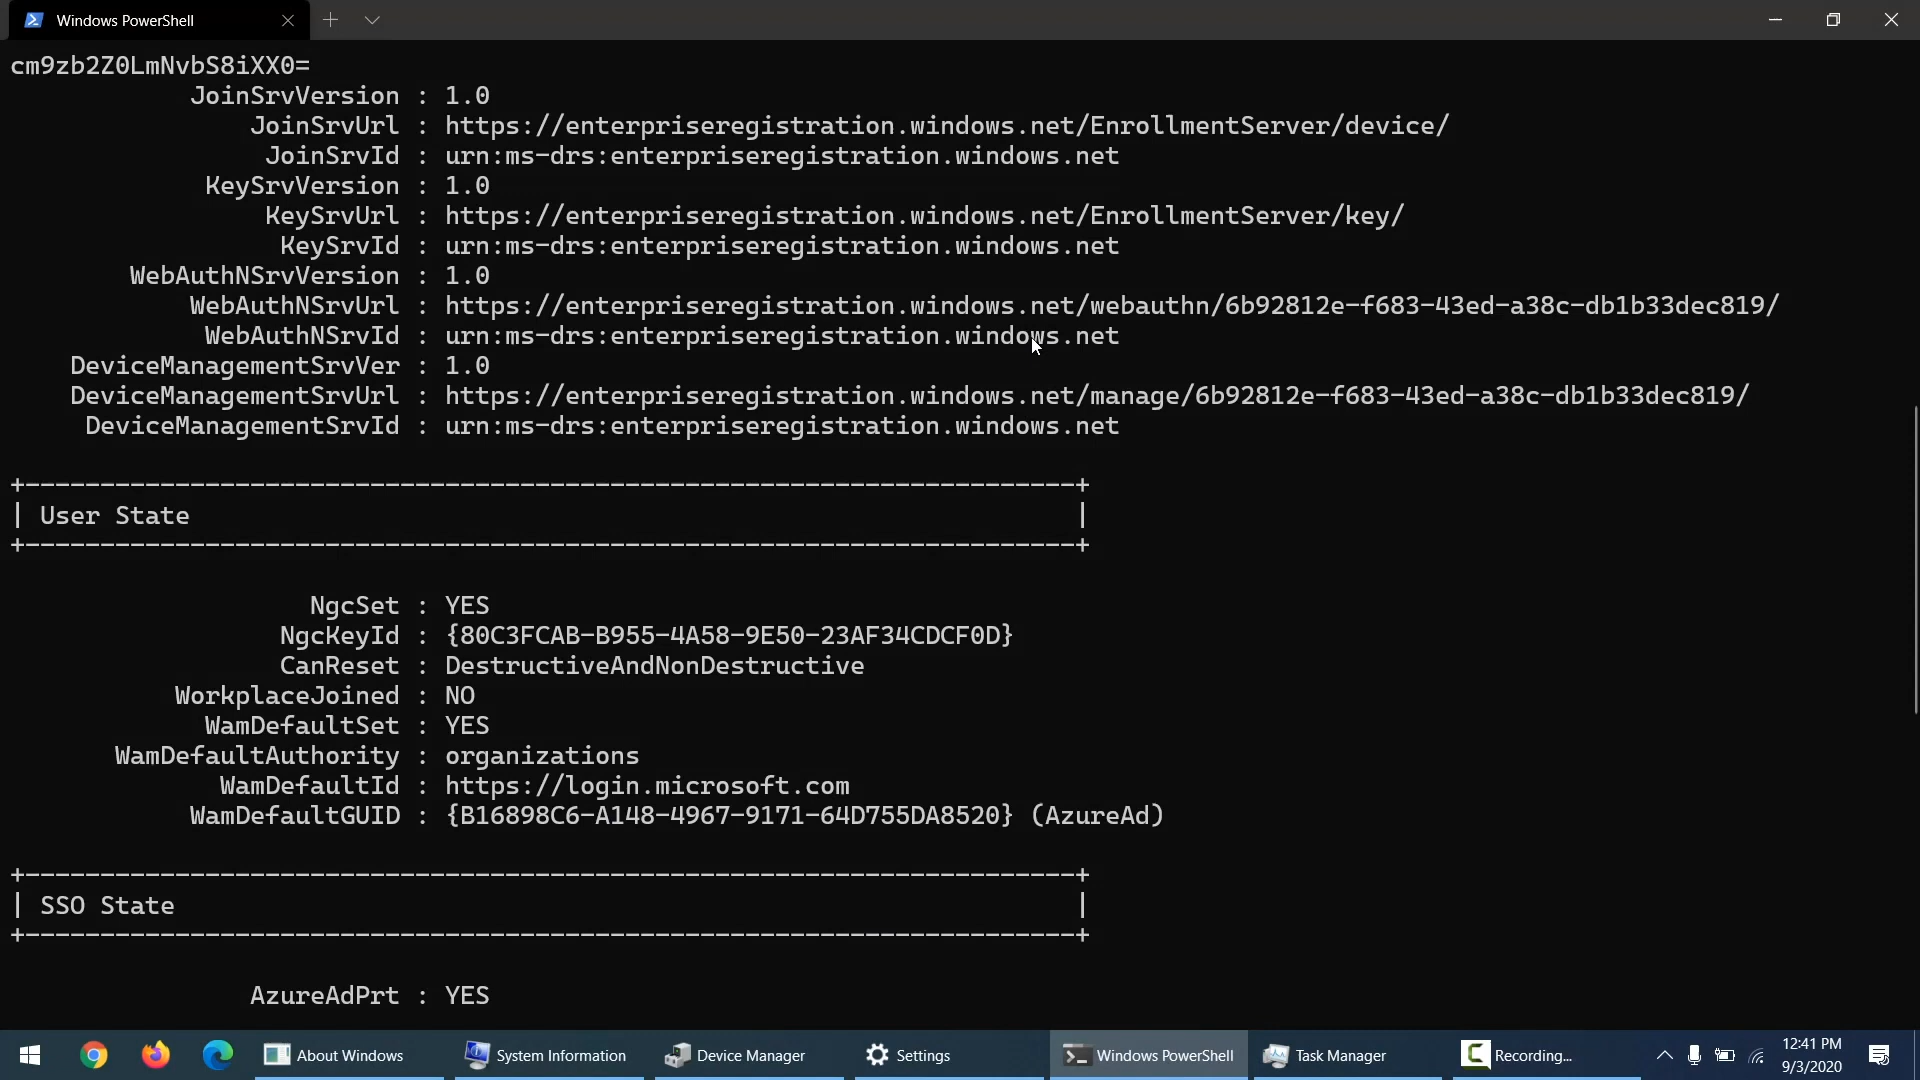 Windows PowerShell
cm9zb2Z0LmNvbS8iXX0=
JoinSrvVersion : 1.0
JoinSrvUrl : https://enterpriseregistration.windows.net/EnrollmentServer/device/
JoinSrvId : urn:ms-drs:enterpriseregistration.windows.net
KeySrvVersion : 1.0
KeySrvUrl : https://enterpriseregistration.windows.net/EnrollmentServer/key/
KeySrvId : urn:ms-drs:enterpriseregistration.windows.net
WebAuthNSrvVersion : 1.0
WebAuthNSrvUrl : https://enterpriseregistration.windows.net/webauthn/6b92812e-f683-43ed-a38c-db1b33dec819/
WebAuthNSrvId : urn:ms-drs:enterpriseregistration.windows.net
DeviceManagementSrvVer : 1.0
DeviceManagementSrvUrl : https://enterpriseregistration.windows.net/manage/6b92812e-f683-43ed-a38c-db1b33dec819/
DeviceManagementSrvId : urn:ms-drs:enterpriseregistration.windows.net
+----------------------------------------------------------------------+
| User State                                                           |
+----------------------------------------------------------------------+
NgcSet : YES
NgcKeyId : {80C3FCAB-B955-4A58-9E50-23AF34CDCF0D}
CanReset : DestructiveAndNonDestructive
WorkplaceJoined : NO
WamDefaultSet : YES
WamDefaultAuthority : organizations
WamDefaultId : https://login.microsoft.com
WamDefaultGUID : {B16898C6-A148-4967-9171-64D755DA8520} (AzureAd)
+----------------------------------------------------------------------+
| SSO State                                                            |
+----------------------------------------------------------------------+
AzureAdPrt : YES
About Windows System Information Device Manager Settings Windows PowerShell Task Manager Recording... 12:41 PM
9/3/2020